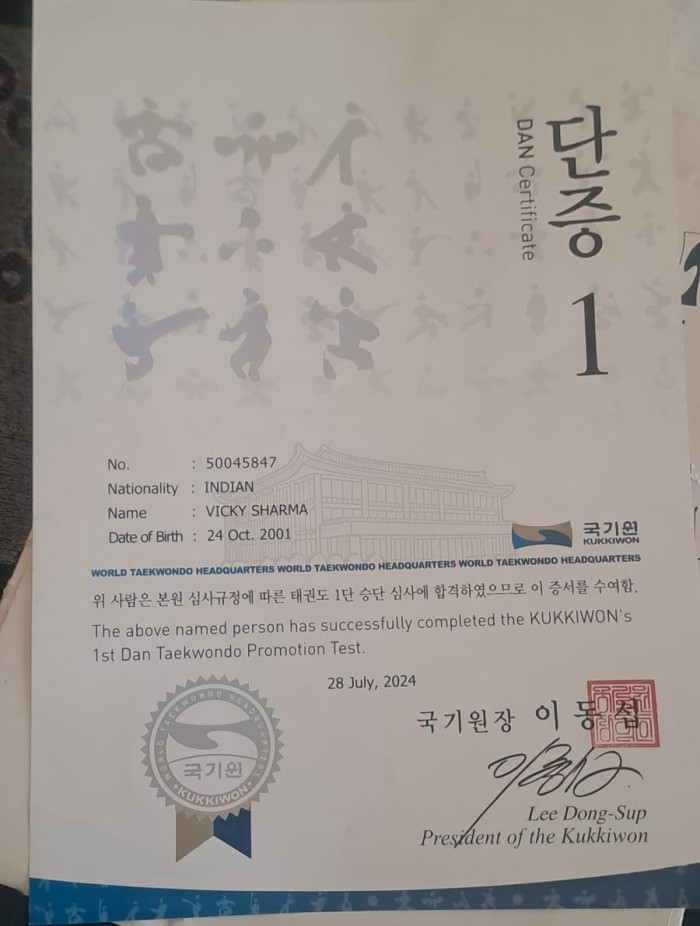 단증 1
DAN Certificate
No. : 50045847
Nationality : INDIAN
Name : VICKY SHARMA
Date of Birth : 24 Oct. 2001
국기원
KUKKIWON
WORLD TAEKWONDO HEADQUARTERS WORLD TAEKWONDO HEADQUARTERS WORLD TAEKWONDO HEADQUARTERS
위 사람은 본원 심사규정에 따른 태권도 1단 승단 심사에 합격하였으므로 이 증서를 수여함.
The above named person has successfully completed the KUKKIWON's
1st Dan Taekwondo Promotion Test.
28 July, 2024
WORLD TAEKWONDO HEADQUARTERS
국기원
KUKKIWON
국기원장 이동섭
Lee Dong-Sup
President of the Kukkiwon